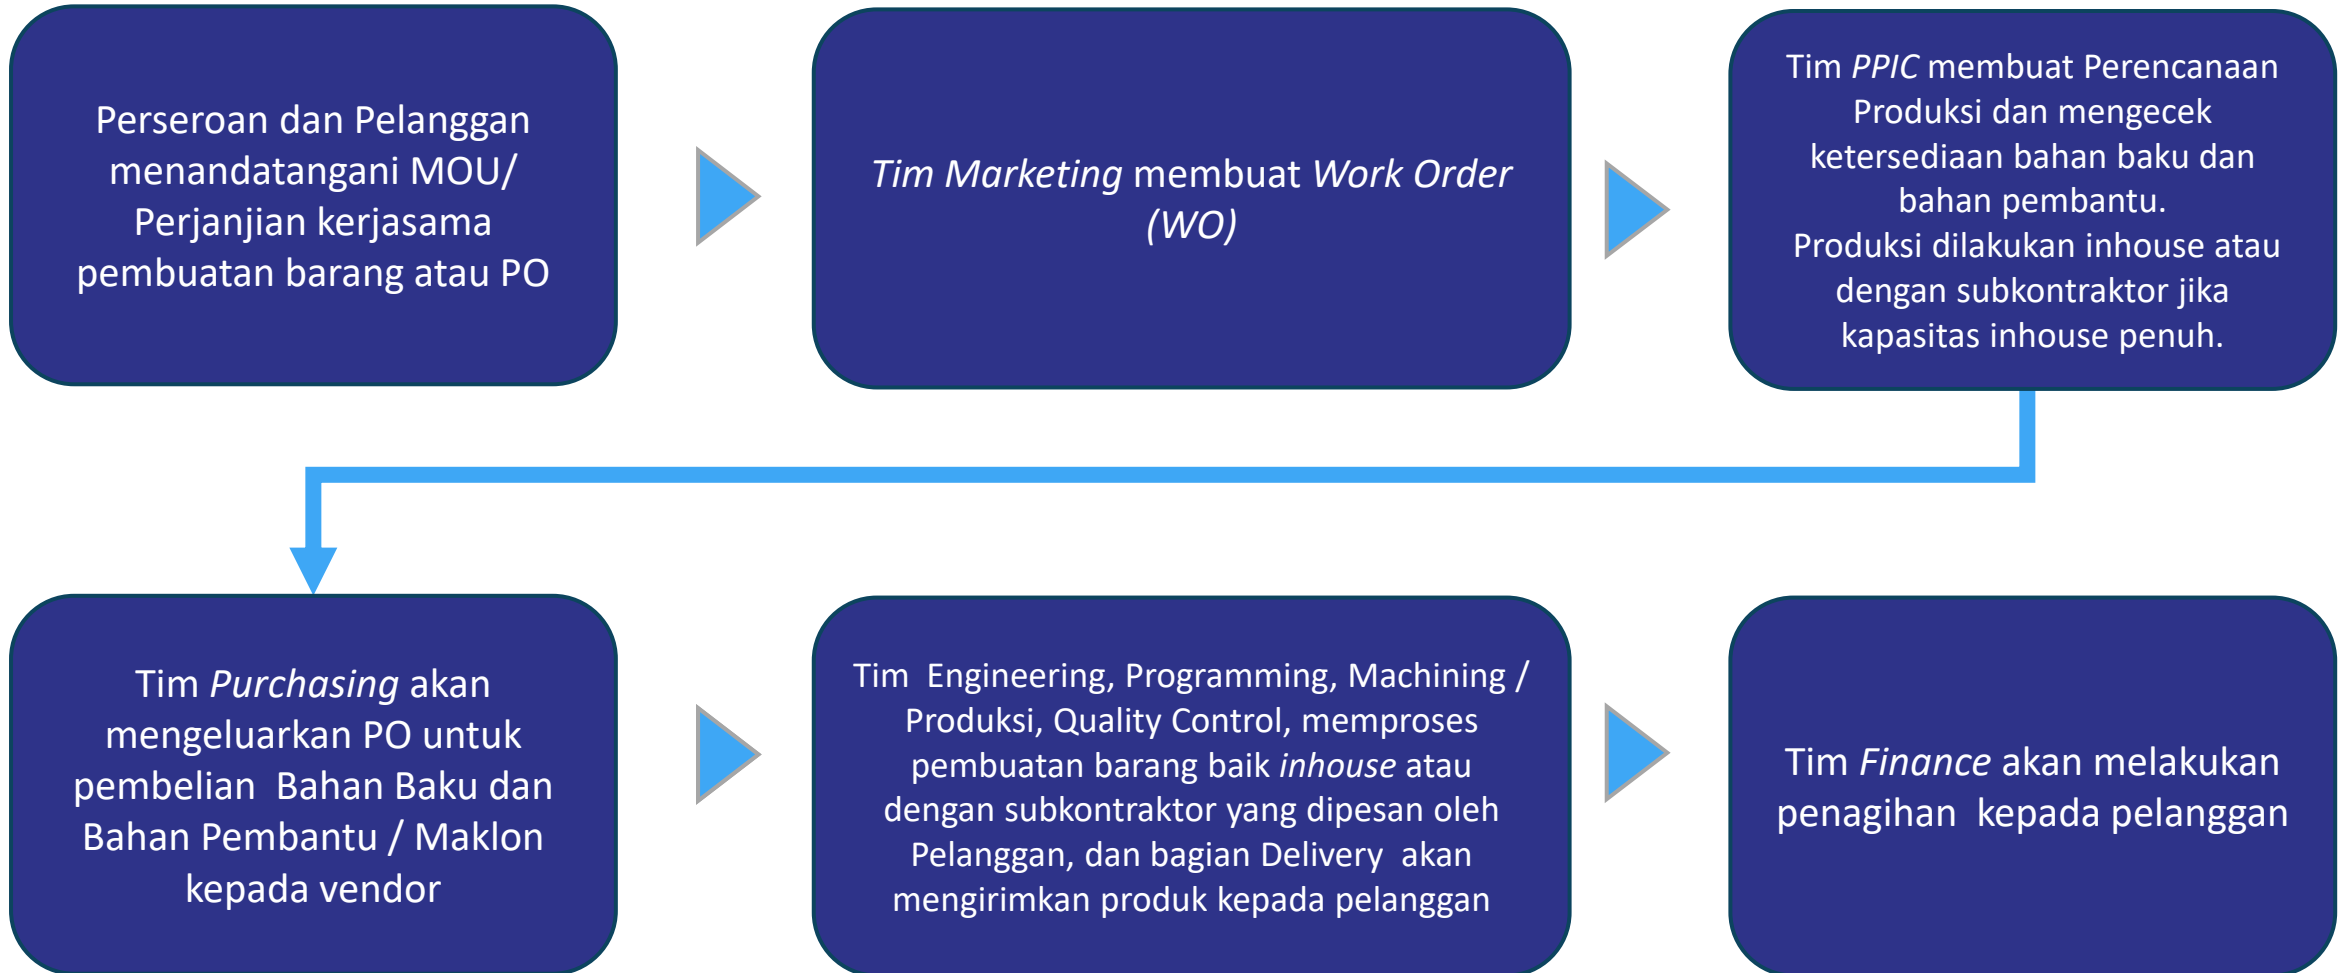 Perseroan dan Pelanggan
menandatangani MOU/
Perjanjian kerjasama
pembuatan barang atau PO
Tim Marketing membuat Work Order
(WO)
Tim PPIC membuat Perencanaan
Produksi dan mengecek
ketersediaan bahan baku dan
bahan pembantu.
Produksi dilakukan inhouse atau
dengan subkontraktor jika
kapasitas inhouse penuh.
Tim Purchasing akan
mengeluarkan PO untuk
pembelian Bahan Baku dan
Bahan Pembantu / Maklon
kepada vendor
Tim Engineering, Programming, Machining /
Produksi, Quality Control, memproses
pembuatan barang baik inhouse atau
dengan subkontraktor yang dipesan oleh
Pelanggan, dan bagian Delivery akan
mengirimkan produk kepada pelanggan
Tim Finance akan melakukan
penagihan kepada pelanggan